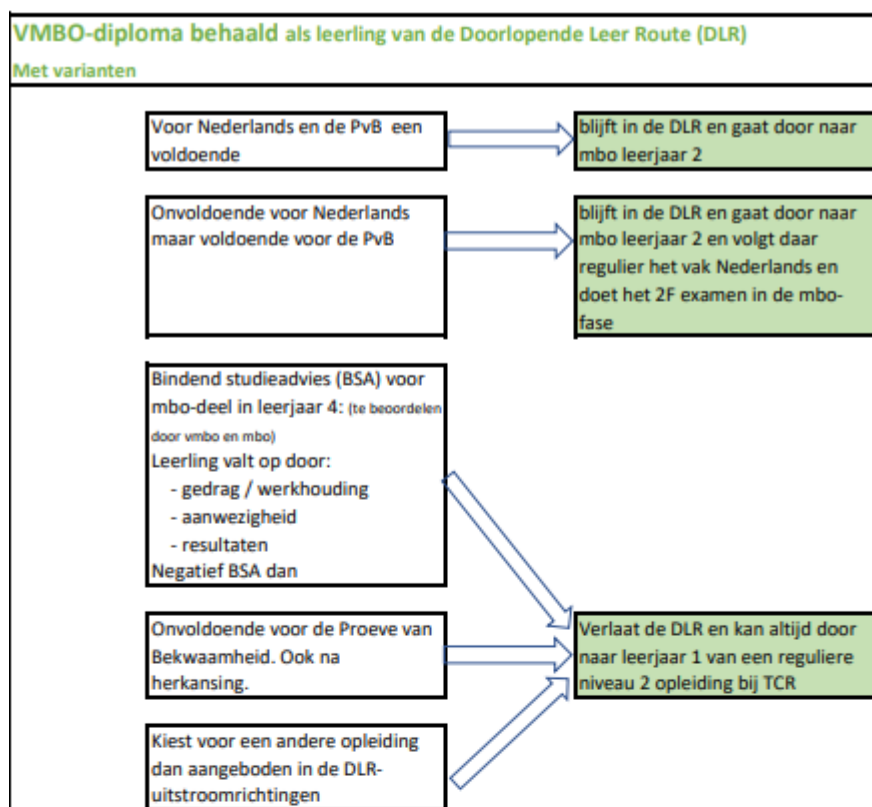 VMBO-diploma behaald als leerling van de Doorlopende Leer Route (DLR)
Met varianten
Voor Nederlands en de PvB een
voldoende
blijft in de DLR en gaat door naar
mbo leerjaar 2
Onvoldoende voor Nederlands
maar voldoende voor de PvB
blijft in de DLR en gaat door naar
mbo leerjaar 2 en volgt daar
regulier het vak Nederlands en
doet het 2F examen in de mbo-
fase
Bindend studieadvies (BSA) voor
mbo-deel in leerjaar 4: (te beoordelen
door vmbo en mbo)
Leerling valt op door:
- gedrag / werkhouding
- aanwezigheid
- resultaten
Negatief BSA dan
Onvoldoende voor de Proeve van
Bekwaamheid. Ook na
herkansing.
Verlaat de DLR en kan altijd door
naar leerjaar 1 van een reguliere
niveau 2 opleiding bij TCR
Kiest voor een andere opleiding
dan aangeboden in de DLR-
uitstroomrichtingen